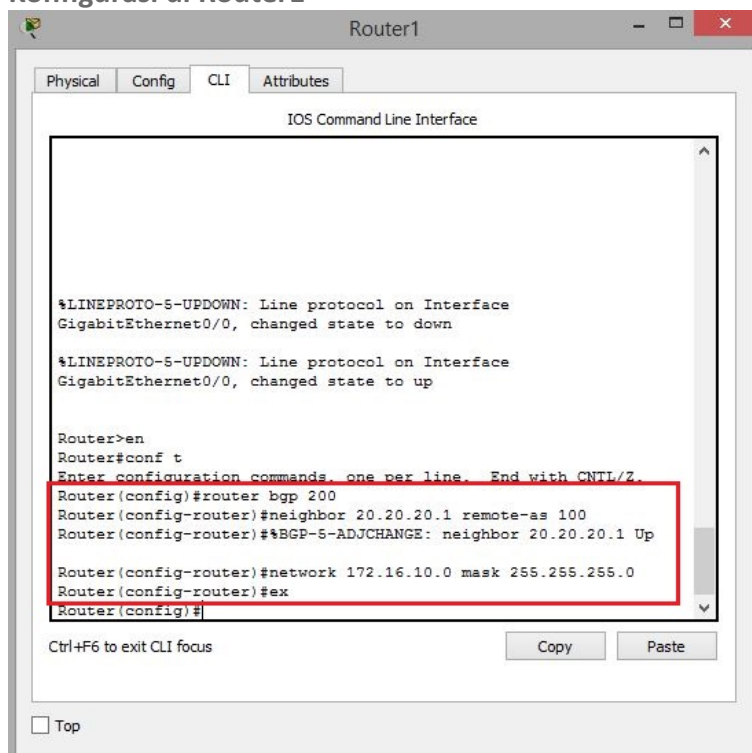 Konfigurasi di Router1
Router1
Physical Config CLI Attributes
IOS Command Line Interface
%LINEPROTO-5-UPDOWN: Line protocol on Interface
GigabitEthernet0/0, changed state to down
%LINEPROTO-5-UPDOWN: Line protocol on Interface
GigabitEthernet0/0, changed state to up
Router>en
Router#conf t
Enter configuration commands, one per line. End with CNTL/Z.
Router(config)#router bgp 200
Router(config-router)#neighbor 20.20.20.1 remote-as 100
Router(config-router)#%BGP-5-ADJCHANGE: neighbor 20.20.20.1 Up
Router(config-router)#network 172.16.10.0 mask 255.255.255.0
Router(config-router)#ex
Router(config)#
Ctrl+F6 to exit CLI focus
Copy Paste
Top